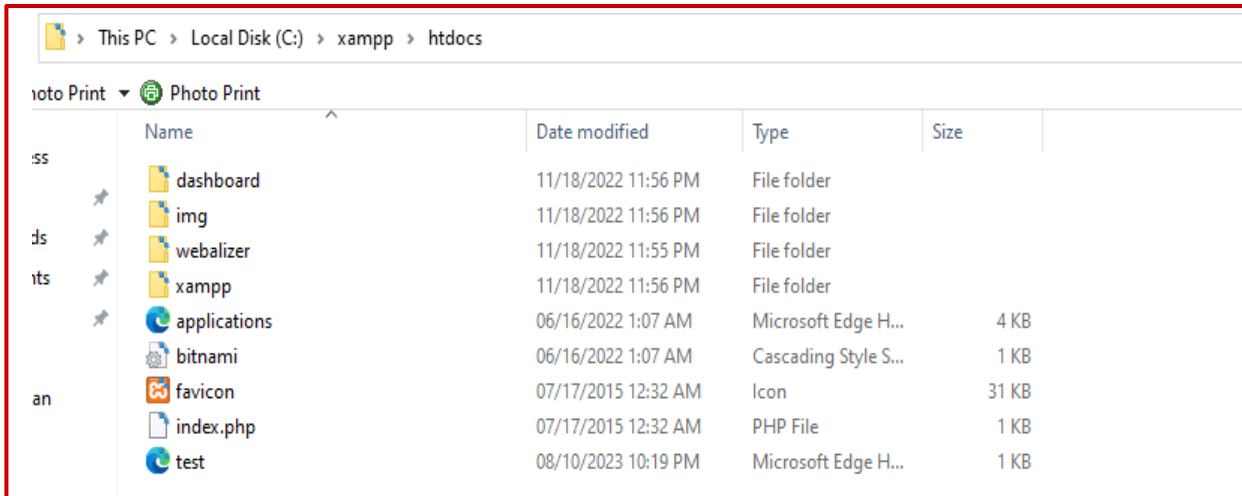 This PC > Local Disk (C:) > xampp > htdocs
noto Print Photo Print
Name Date modified Type Size
ess
dashboard 11/18/2022 11:56 PM File folder
img 11/18/2022 11:56 PM File folder
ds
webalizer 11/18/2022 11:55 PM File folder
nts
xampp 11/18/2022 11:56 PM File folder
applications 06/16/2022 1:07 AM Microsoft Edge H... 4 KB
bitnami 06/16/2022 1:07 AM Cascading Style S... 1 KB
an
favicon 07/17/2015 12:32 AM Icon 31 KB
index.php 07/17/2015 12:32 AM PHP File 1 KB
test 08/10/2023 10:19 PM Microsoft Edge H... 1 KB